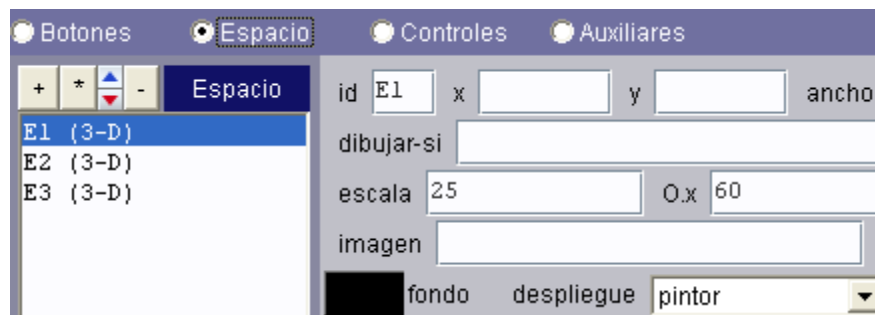 Botones Espacio Controles Auxiliares
+ * - Espacio
E1 (3-D)
E2 (3-D)
E3 (3-D)
id E1 x y ancho
dibujar-si
escala 25 O.x 60
imagen
fondo despliegue pintor